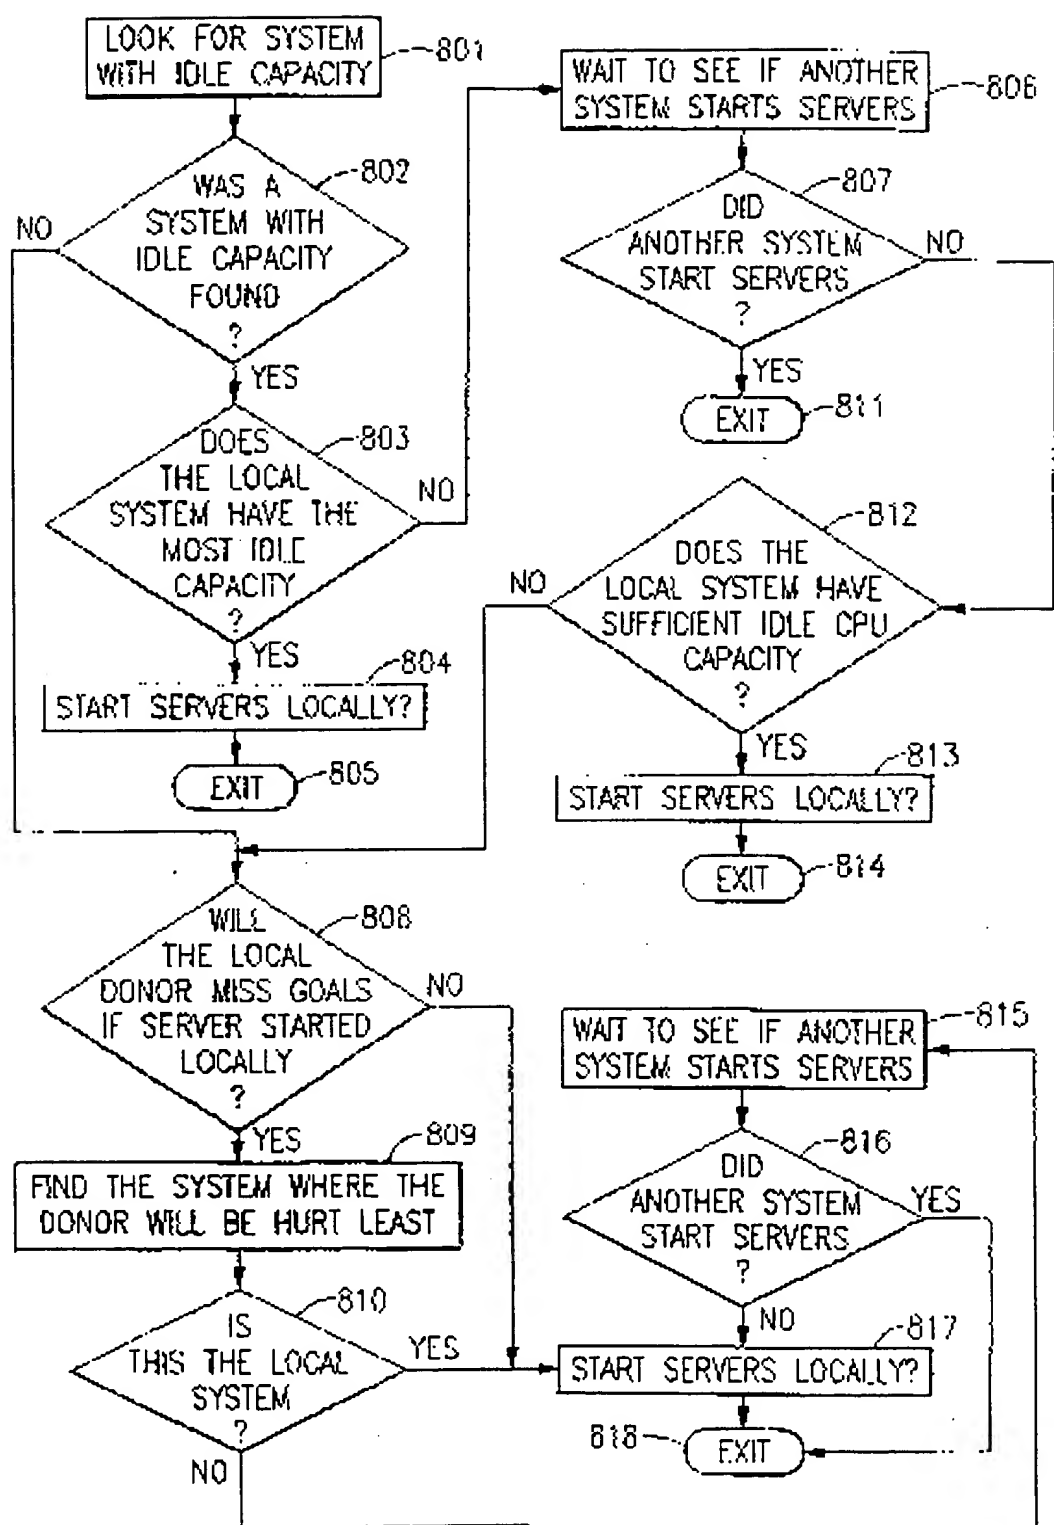 LOOK FOR SYSTEM
WITH IDLE CAPACITY
801
WAS A
SYSTEM WITH
IDLE CAPACITY
FOUND
?
802
NO
YES
DOES
THE LOCAL
SYSTEM HAVE THE
MOST IDLE
CAPACITY
?
803
NO
YES
804
START SERVERS LOCALLY?
EXIT
805
WAIT TO SEE IF ANOTHER
SYSTEM STARTS SERVERS
806
DID
ANOTHER SYSTEM
START SERVERS
?
807
NO
YES
EXIT
811
DOES THE
LOCAL SYSTEM HAVE
SUFFICIENT IDLE CPU
CAPACITY
?
812
NO
YES
813
START SERVERS LOCALLY?
EXIT
814
WILL
THE LOCAL
DONOR MISS GOALS
IF SERVER STARTED
LOCALLY
?
808
NO
YES
809
FIND THE SYSTEM WHERE THE
DONOR WILL BE HURT LEAST
IS
THIS THE LOCAL
SYSTEM
?
810
YES
NO
WAIT TO SEE IF ANOTHER
SYSTEM STARTS SERVERS
815
DID
ANOTHER SYSTEM
START SERVERS
?
816
YES
NO
817
START SERVERS LOCALLY?
818
EXIT